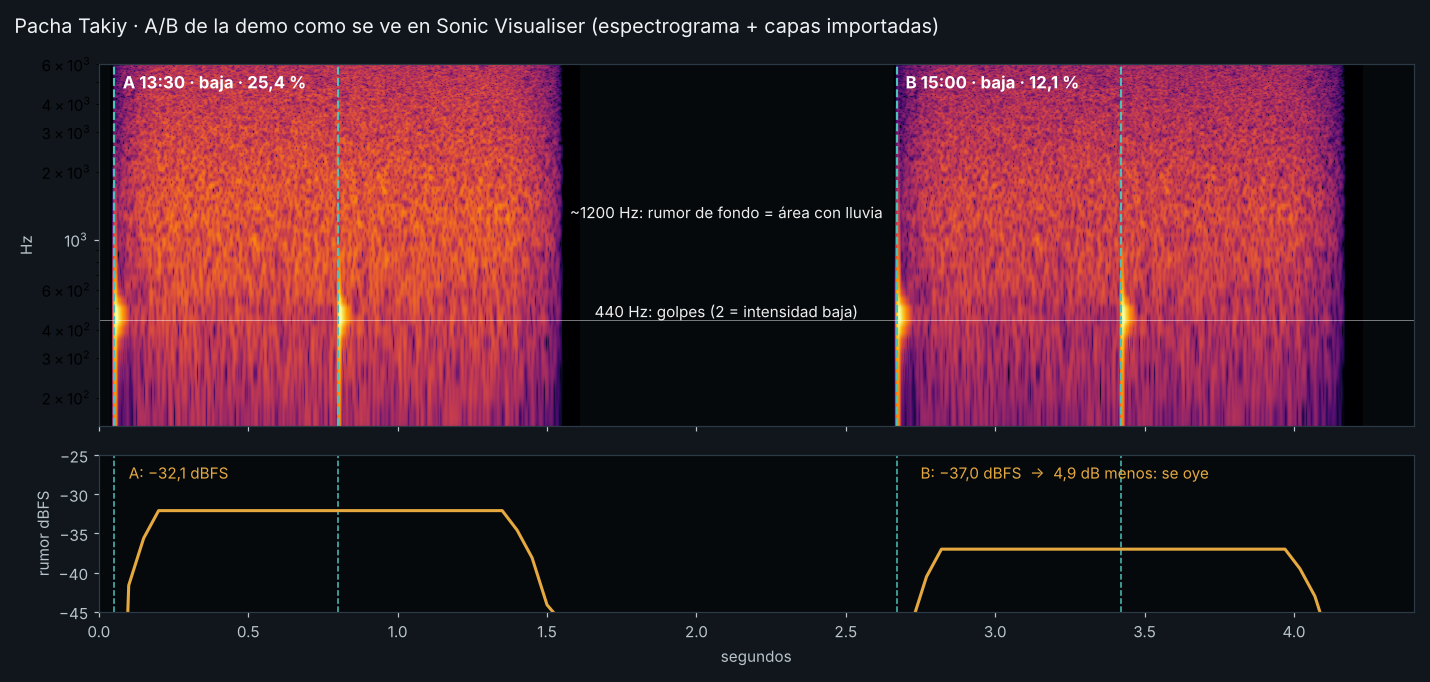 Pacha Takiy · A/B de la demo como se ve en Sonic Visualiser (espectrograma + capas importadas)
6 × 10³
A 13:30 · baja · 25,4 %
B 15:00 · baja · 12,1 %
4 × 10³
3 × 10³
2 × 10³
~1200 Hz: rumor de fondo = área con lluvia
Hz
10³
6 × 10²
440 Hz: golpes (2 = intensidad baja)
4 × 10²
3 × 10²
2 × 10²
−25
A: −32,1 dBFS
B: −37,0 dBFS → 4,9 dB menos: se oye
rumor dBFS
−30
−35
−40
−45
0.0 0.5 1.0 1.5 2.0 2.5 3.0 3.5 4.0
segundos